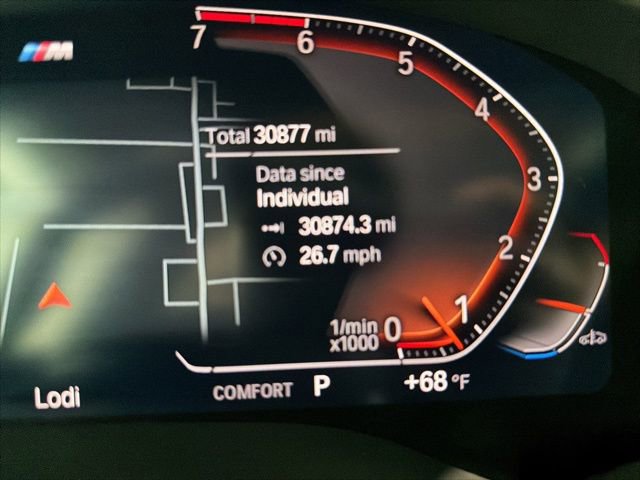 M
7
6
5
4
3
2
1
0
Total 30877 mi
Data since
Individual
30874.3 mi
26.7 mph
1/min
x1000
Lodi
COMFORT P +68 °F